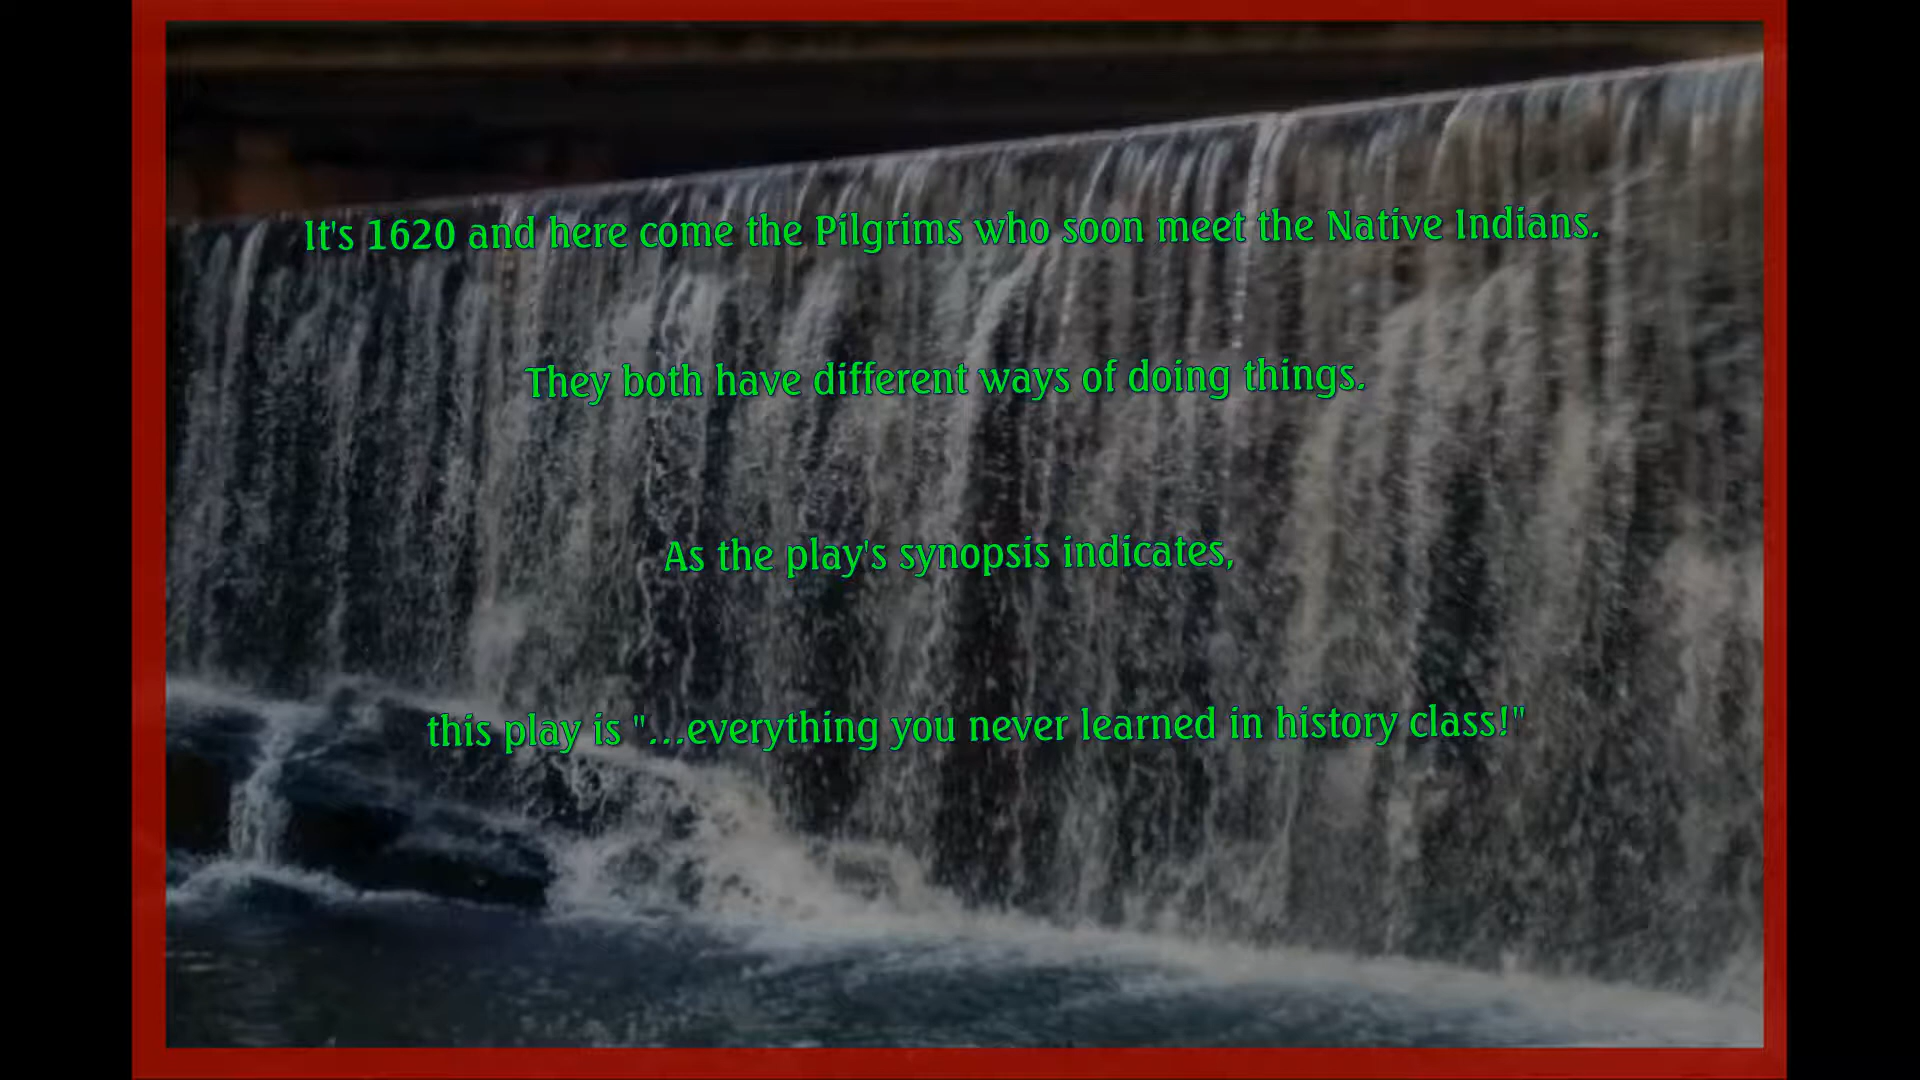 It's 1620 and here come the Pilgrims who soon meet the Native Indians.
They both have different ways of doing things.
As the play's synopsis indicates,
this play is "...everything you never learned in history class!"